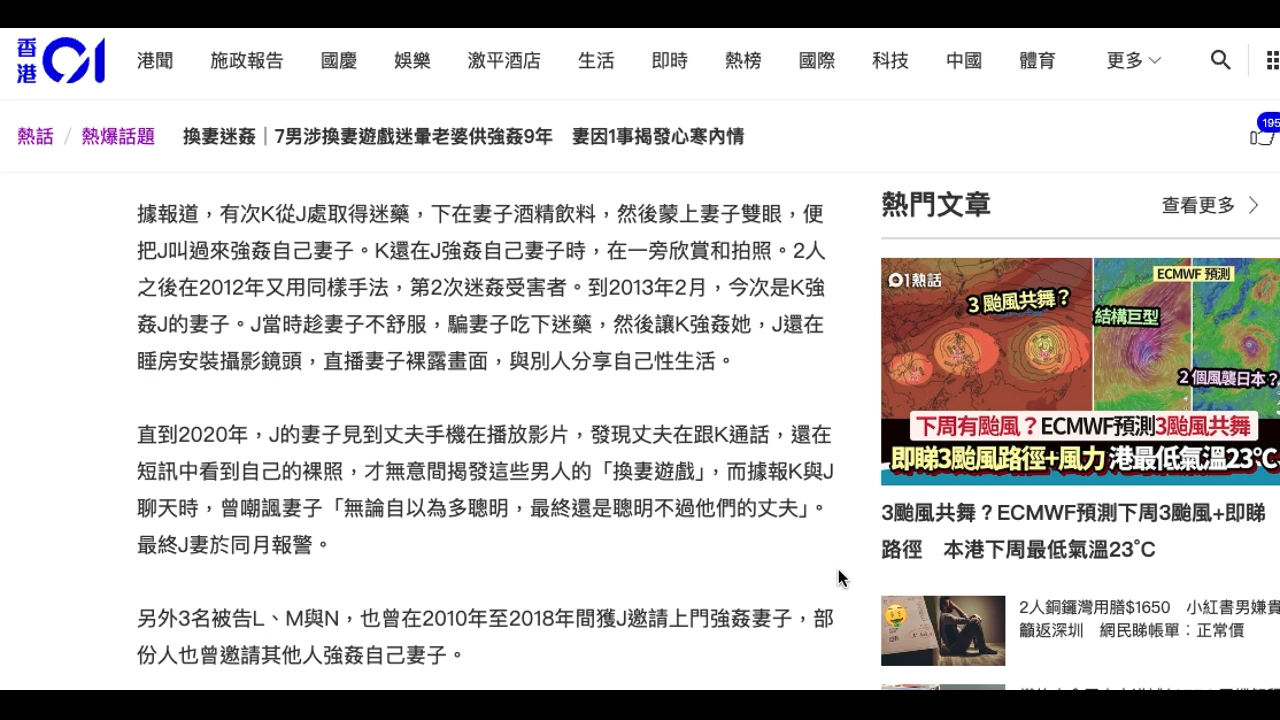 香港01
港聞 施政報告 國慶 娛樂 激平酒店 生活 即時 熱榜 國際 科技 中國 體育 更多
熱話 / 熱爆話題 換妻迷姦｜7男涉換妻遊戲迷暈老婆供強姦9年 妻因1事揭發心寒內情
195
據報道，有次K從J處取得迷藥，下在妻子酒精飲料，然後蒙上妻子雙眼，便
把J叫過來強姦自己妻子。K還在J強姦自己妻子時，在一旁欣賞和拍照。2人
之後在2012年又用同樣手法，第2次迷姦受害者。到2013年2月，今次是K強
姦J的妻子。J當時趁妻子不舒服，騙妻子吃下迷藥，然後讓K強姦她，J還在
睡房安裝攝影鏡頭，直播妻子裸露畫面，與別人分享自己性生活。
直到2020年，J的妻子見到丈夫手機在播放影片，發現丈夫在跟K通話，還在
短訊中看到自己的裸照，才無意間揭發這些男人的「換妻遊戲」，而據報K與J
聊天時，曾嘲諷妻子「無論自以為多聰明，最終還是聰明不過他們的丈夫」。
最終J妻於同月報警。
另外3名被告L、M與N，也曾在2010年至2018年間獲J邀請上門強姦妻子，部
份人也曾邀請其他人強姦自己妻子。
熱門文章 查看更多
01熱話
3 颱風共舞？
ECMWF 預測
結構巨型
2 個風襲日本？
下周有颱風？ECMWF預測3颱風共舞
即睇3颱風路徑+風力 港最低氣溫23°C
3颱風共舞？ECMWF預測下周3颱風+即睇
路徑 本港下周最低氣溫23°C
2人銅鑼灣用膳$1650 小紅書男嫌貴
籲返深圳 網民睇帳單：正常價